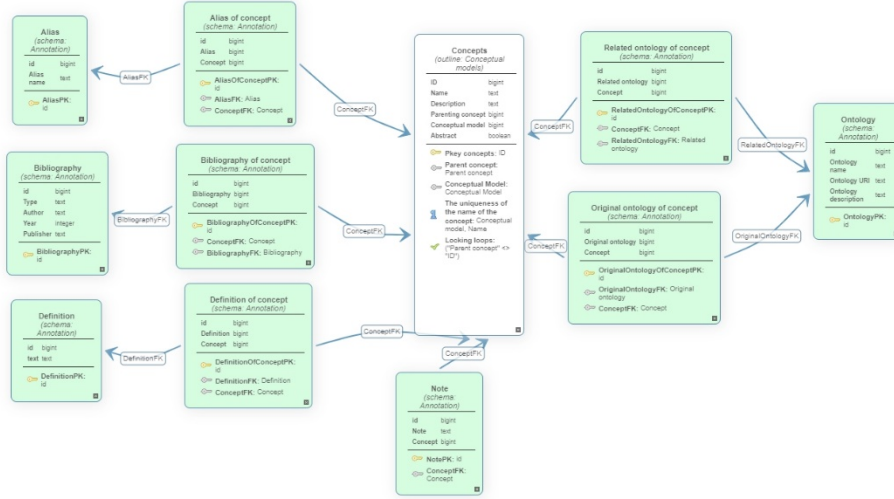 Alias
(schema:
Annotation)
id bigint
Alias name text
AliasPK:
id
AliasFK
Alias of concept
(schema: Annotation)
id bigint
Alias bigint
Concept bigint
AliasOfConceptPK:
id
AliasFK: Alias
ConceptFK: Concept
ConceptFK
Concepts
(outline: Conceptual
models)
ID bigint
Name text
Description text
Parenting concept bigint
Conceptual model bigint
Abstract boolean
Pkey concepts: ID
Parent concept:
Parent concept
Conceptual Model:
Conceptual Model
The uniqueness of
the name of the
concept: Conceptual
model, Name
Looking loops:
("Parent concept" <>
"ID")
Related ontology of concept
(schema: Annotation)
id bigint
Related ontology bigint
Concept bigint
RelatedOntologyOfConceptPK:
id
ConceptFK: Concept
RelatedOntologyFK: Related
ontology
ConceptFK
RelatedOntologyFK
Ontology
(schema:
Annotation)
id bigint
Ontology name text
Ontology URI text
Ontology description text
OntologyPK:
id
Bibliography
(schema: Annotation)
id bigint
Type text
Author text
Year integer
Publisher text
BibliographyPK:
id
BibliographyFK
Bibliography of concept
(schema: Annotation)
id bigint
Bibliography bigint
Concept bigint
BibliographyOfConceptPK:
id
ConceptFK: Concept
BibliographyFK: Bibliography
ConceptFK
Original ontology of concept
(schema: Annotation)
id bigint
Original ontology bigint
Concept bigint
OriginalOntologyOfConceptPK:
id
OriginalOntologyFK: Original
ontology
ConceptFK: Concept
ConceptFK
OriginalOntologyFK
Definition
(schema:
Annotation)
id bigint
text text
DefinitionPK:
id
DefinitionFK
Definition of concept
(schema: Annotation)
id bigint
Definition bigint
Concept bigint
DefinitionOfConceptPK:
id
DefinitionFK: Definition
ConceptFK: Concept
ConceptFK
ConceptFK
Note
(schema:
Annotation)
id bigint
Note text
Concept bigint
NotePK: id
ConceptFK:
Concept